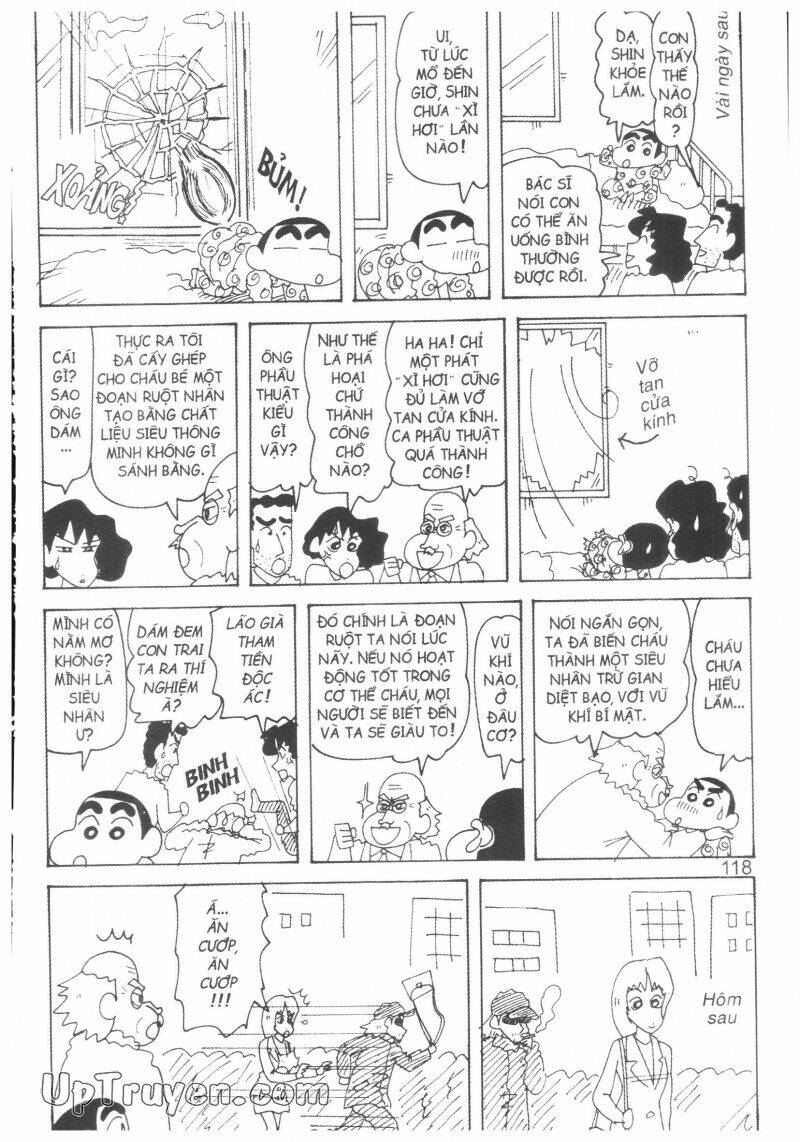 Vài ngày sau
CON
THẤY
THẾ
NÀO
RỒI?
DẠ,
SHIN
KHỎE
LẮM.
BÁC SĨ
NÓI CON
CÓ THỂ ĂN
UỐNG BÌNH
THƯỜNG
ĐƯỢC RỒI.
UI,
TỪ LÚC
MỔ ĐẾN
GIỜ, SHIN
CHƯA "XÌ
HƠI" LẦN
NÀO!
BỦM!
XOẢNG!
Vỡ
tan
cửa
kính
HA HA! CHỈ
MỘT PHÁT
"XÌ HƠI" CŨNG
ĐỦ LÀM VỠ
TAN CỬA KÍNH.
CA PHẪU THUẬT
QUÁ THÀNH
CÔNG!
NHƯ THẾ
LÀ PHÁ
HOẠI
CHỨ
THÀNH
CÔNG
CHỖ
NÀO?
ÔNG
PHẪU
THUẬT
KIỂU
GÌ
VẬY?
THỰC RA TÔI
ĐÃ CẤY GHÉP
CHO CHÁU BÉ MỘT
ĐOẠN RUỘT NHÂN
TẠO BẰNG CHẤT
LIỆU SIÊU THÔNG
MINH KHÔNG GÌ
SÁNH BẰNG.
CÁI
GÌ? SAO
ÔNG
DÁM
...
CHÁU
CHƯA
HIỂU
LẮM...
NÓI NGẮN GỌN,
TA ĐÃ BIẾN CHÁU
THÀNH MỘT SIÊU
NHÂN TRỪ GIAN
DIỆT BẠO, VỚI VŨ
KHÍ BÍ MẬT.
VŨ
KHÍ
NÀO,
Ở
ĐÂU
CƠ?
ĐÓ CHÍNH LÀ ĐOẠN
RUỘT TA NÓI LÚC
NÃY. NẾU NÓ HOẠT
ĐỘNG TỐT TRONG
CƠ THỂ CHÁU, MỌI
NGƯỜI SẼ BIẾT ĐẾN
VÀ TA SẼ GIÀU TO!
LÃO GIÀ
THAM
TIỀN
ĐỘC
ÁC!
DÁM ĐEM
CON TRAI
TA RA THÍ
NGHIỆM
À?
BINH
BINH
MÌNH CÓ
NẰM MƠ
KHÔNG?
MÌNH LÀ
SIÊU
NHÂN
Ư?
118
Hôm
sau
Á...
ĂN
CƯỚP,
ĂN
CƯỚP
!!!
UpTruyen.com